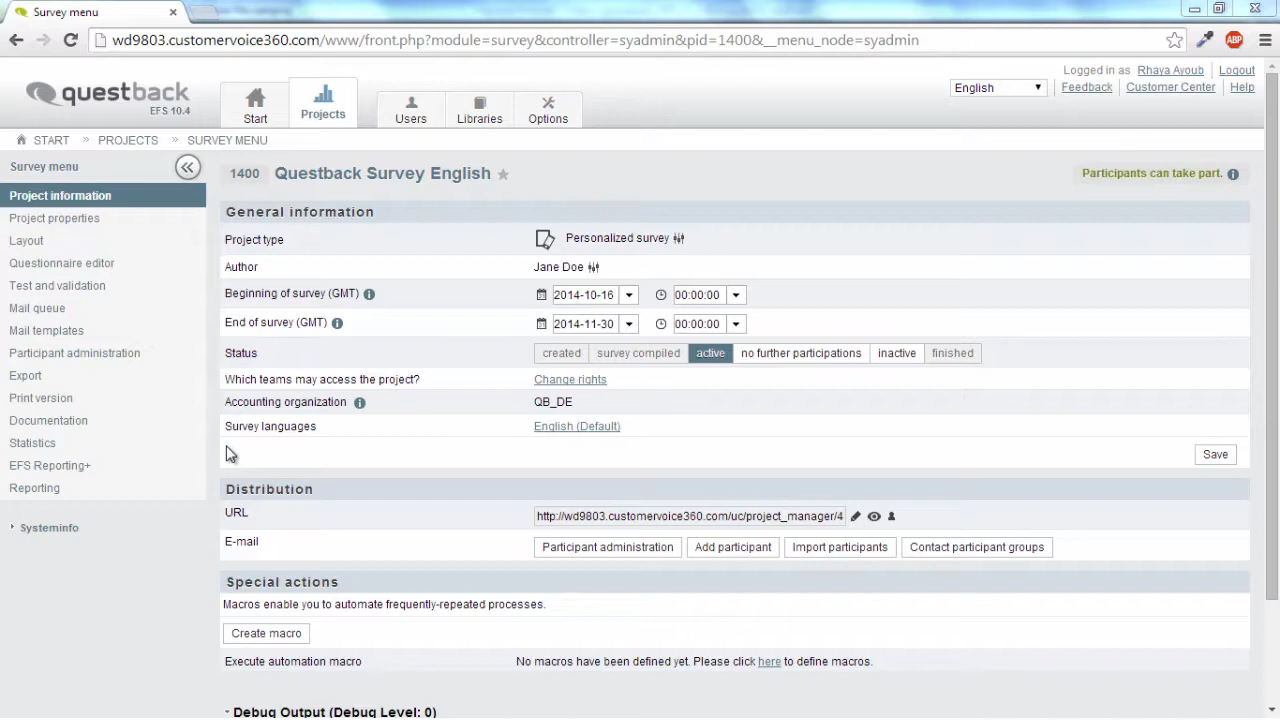 Survey menu
wd9803.customervoice360.com/www/front.php?module=survey&controller=syadmin&pid=1400&__menu_node=syadmin
ABP
Logged in as Rhaya Ayoub Logout
English Feedback Customer Center Help
questback
EFS 10.4
Start Projects Users Libraries Options
START » PROJECTS » SURVEY MENU
Survey menu
Project information
Project properties
Layout
Questionnaire editor
Test and validation
Mail queue
Mail templates
Participant administration
Export
Print version
Documentation
Statistics
EFS Reporting+
Reporting
Systeminfo
1400 Questback Survey English
Participants can take part.
General information
Project type Personalized survey
Author Jane Doe
Beginning of survey (GMT) 2014-10-16 00:00:00
End of survey (GMT) 2014-11-30 00:00:00
Status created survey compiled active no further participations inactive finished
Which teams may access the project? Change rights
Accounting organization QB_DE
Survey languages English (Default)
Save
Distribution
URL http://wd9803.customervoice360.com/uc/project_manager/4
E-mail Participant administration Add participant Import participants Contact participant groups
Special actions
Macros enable you to automate frequently-repeated processes.
Create macro
Execute automation macro No macros have been defined yet. Please click here to define macros.
Debug Output (Debug Level: 0)